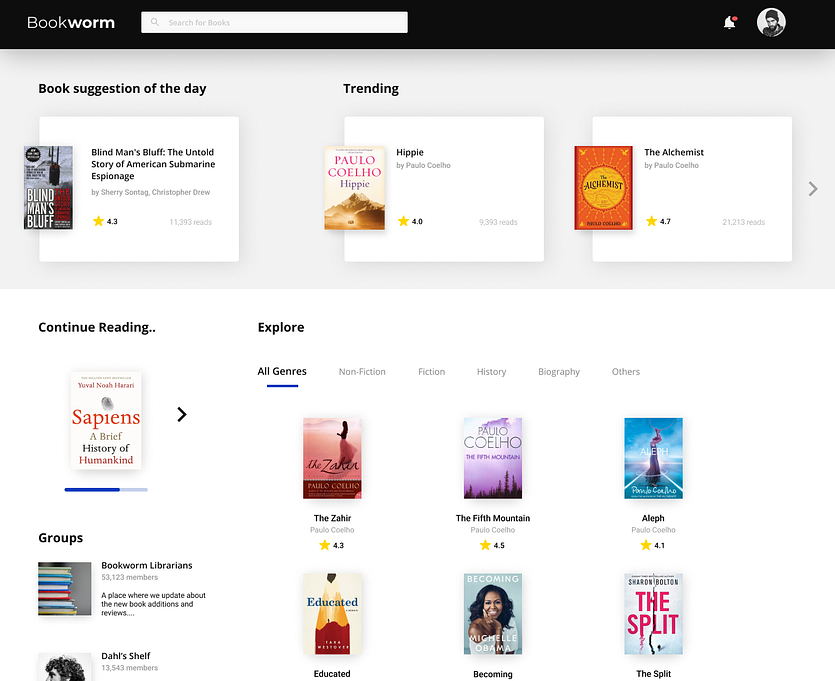 Bookworm
Search for Books
Book suggestion of the day
Trending
BLIND
MAN'S
BLUFF
Blind Man's Bluff: The Untold
Story of American Submarine
Espionage
by Sherry Sontag, Christopher Drew
4.3
11,393 reads
PAULO
COELHO
Hippie
Hippie
by Paulo Coelho
4.0
9,393 reads
The
ALCHEMIST
PAULO COELHO
The Alchemist
by Paulo Coelho
4.7
21,213 reads
Continue Reading..
Yuval Noah Harari
Sapiens
A Brief
History of
Humankind
Groups
Bookworm Librarians
53,123 members
A place where we update about
the new book additions and
reviews....
Dahl's Shelf
13,543 members
Explore
All Genres
Non-Fiction
Fiction
History
Biography
Others
the Zahir
PAULO COELHO
The Zahir
Paulo Coelho
4.3
PAULO
COELHO
THE FIFTH MOUNTAIN
The Fifth Mountain
Paulo Coelho
4.5
ALEPH
Paulo Coelho
Aleph
Paulo Coelho
4.1
Educated
TARA
WESTOVER
Educated
BECOMING
MICHELLE
OBAMA
Becoming
SHARON BOLTON
THE
SPLIT
The Split